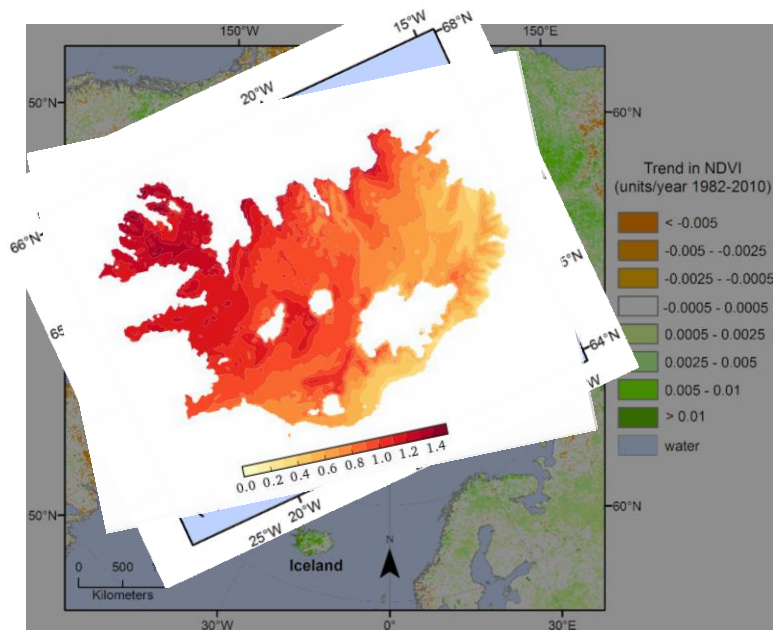 150°W
15°W
68°N
150°E
20°W
50°N
60°N
Trend in NDVI
(units/year 1982-2010)
< -0.005
-0.005 - -0.0025
-0.0025 - -0.0005
-0.0005 - 0.0005
0.0005 - 0.0025
0.0025 - 0.005
0.005 - 0.01
> 0.01
water
66°N
5°N
65
64°N
°W
0.0 0.2 0.4 0.6 0.8 1.0 1.2 1.4
50°N
60°N
20°W
25°W
N
Iceland
0 500
Kilometers
30°W
0°
30°E